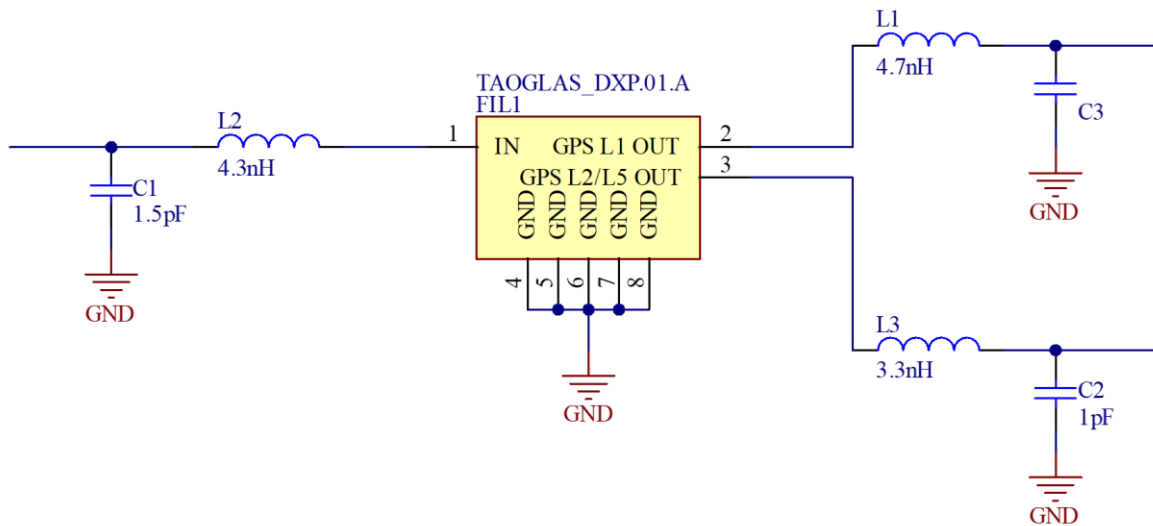 L1
4.7nH
C3
GND
TAOGLAS_DXP.01.A
FIL1
L2
4.3nH
1
IN
GPS L1 OUT
2
GPS L2/L5 OUT
3
GND
GND
GND
GND
GND
4
5
6
7
8
C1
1.5pF
GND
GND
L3
3.3nH
C2
1pF
GND